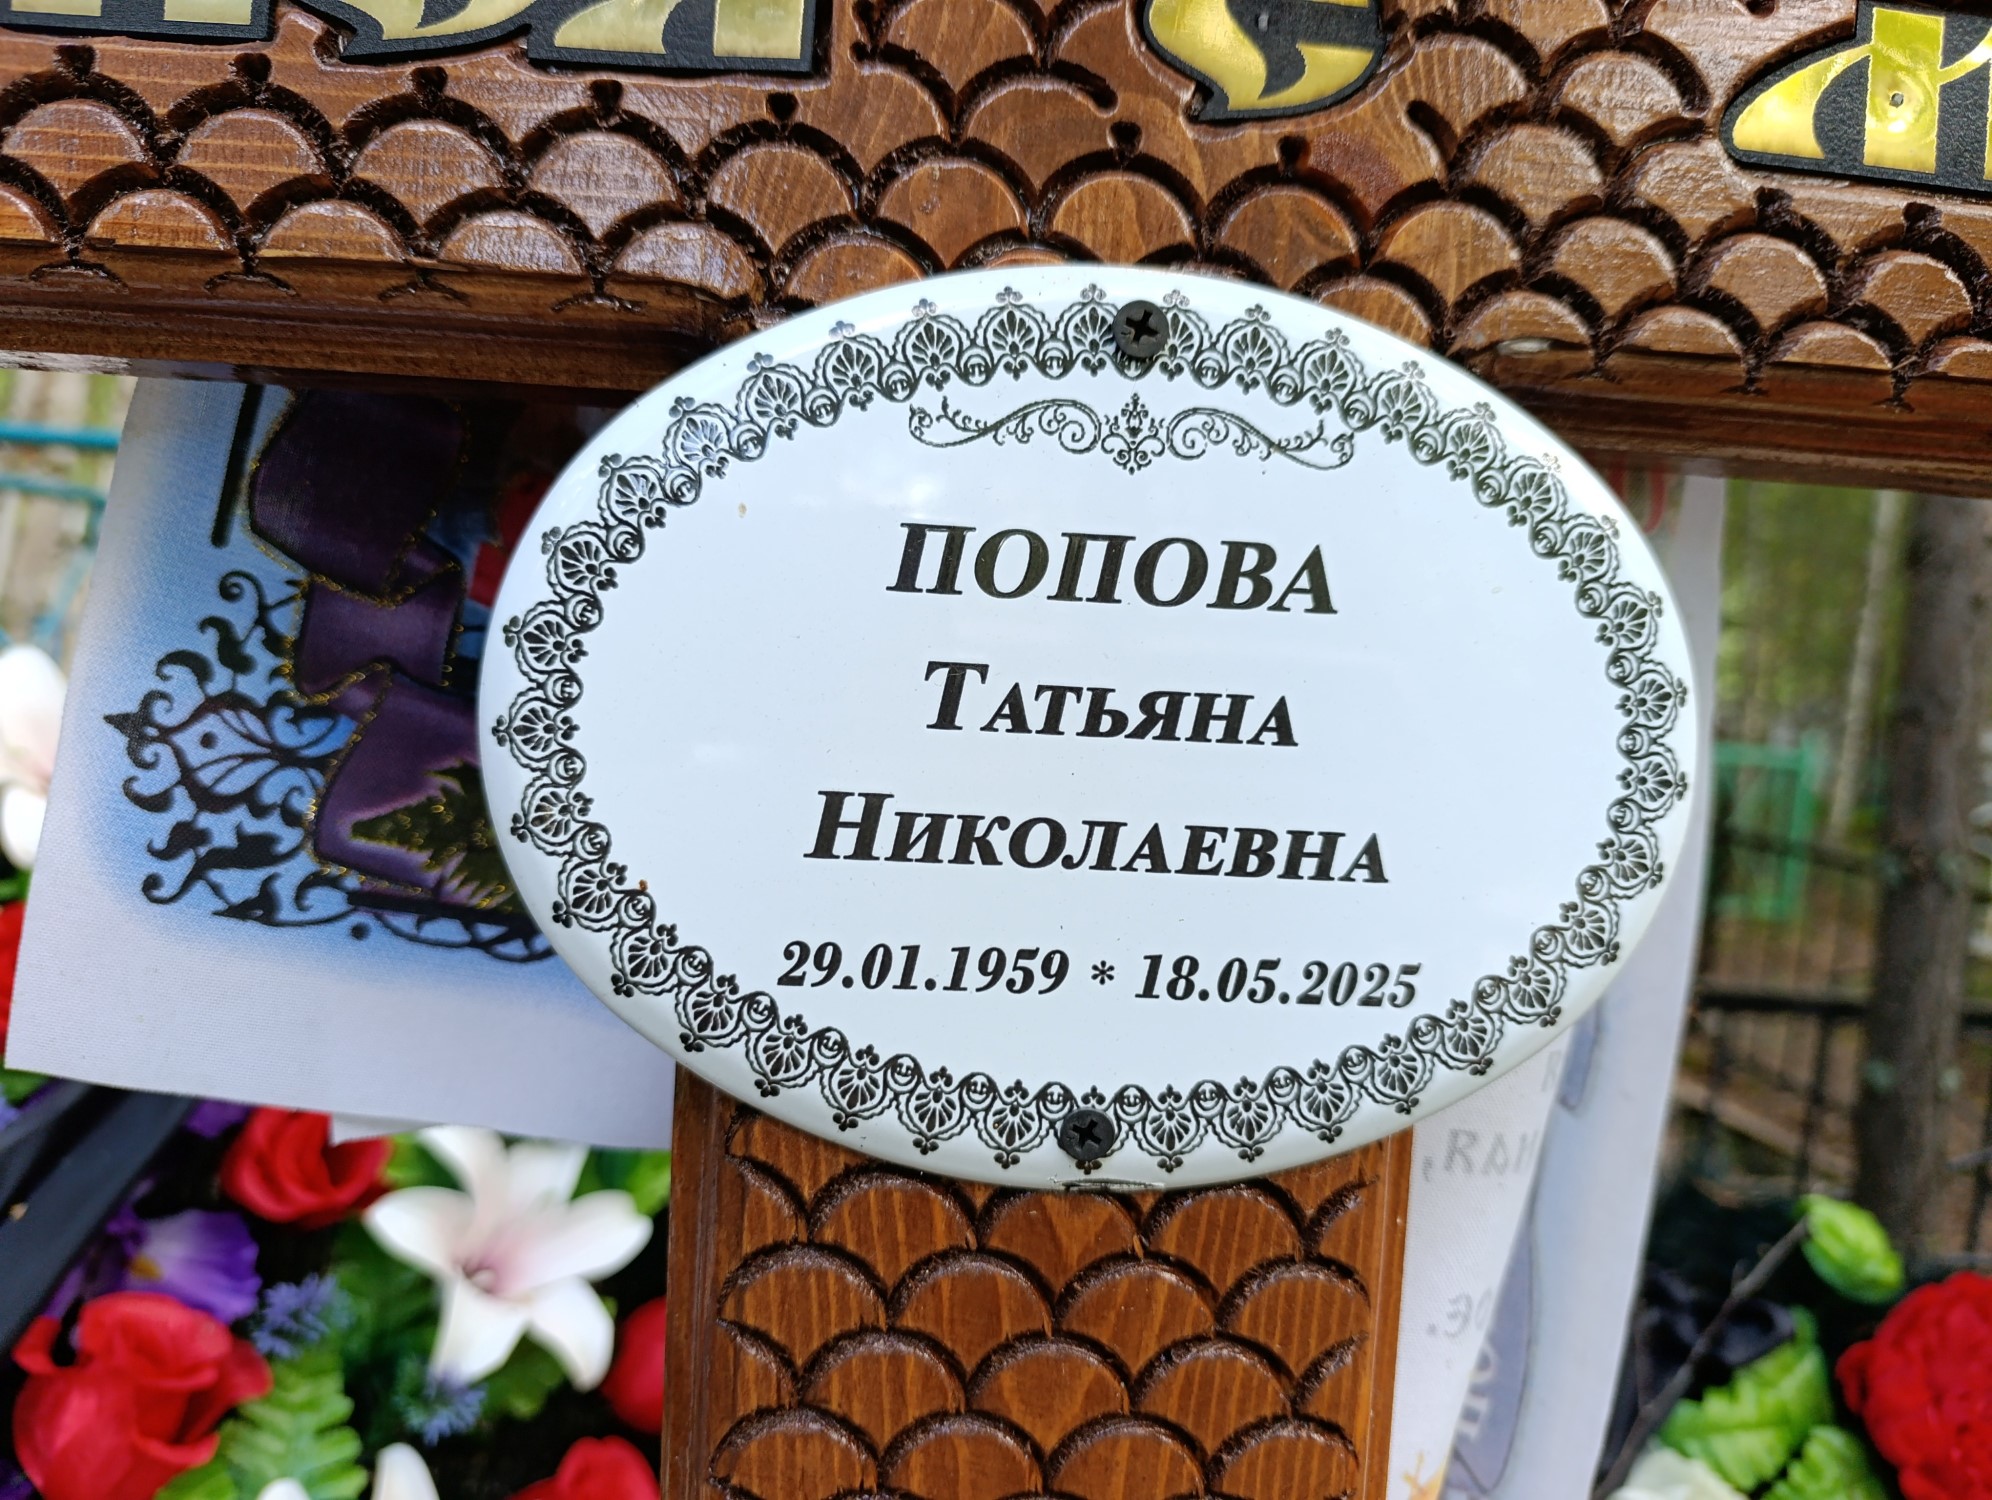 ПОПОВА
Татьяна
Николаевна
29.01.1959 * 18.05.2025